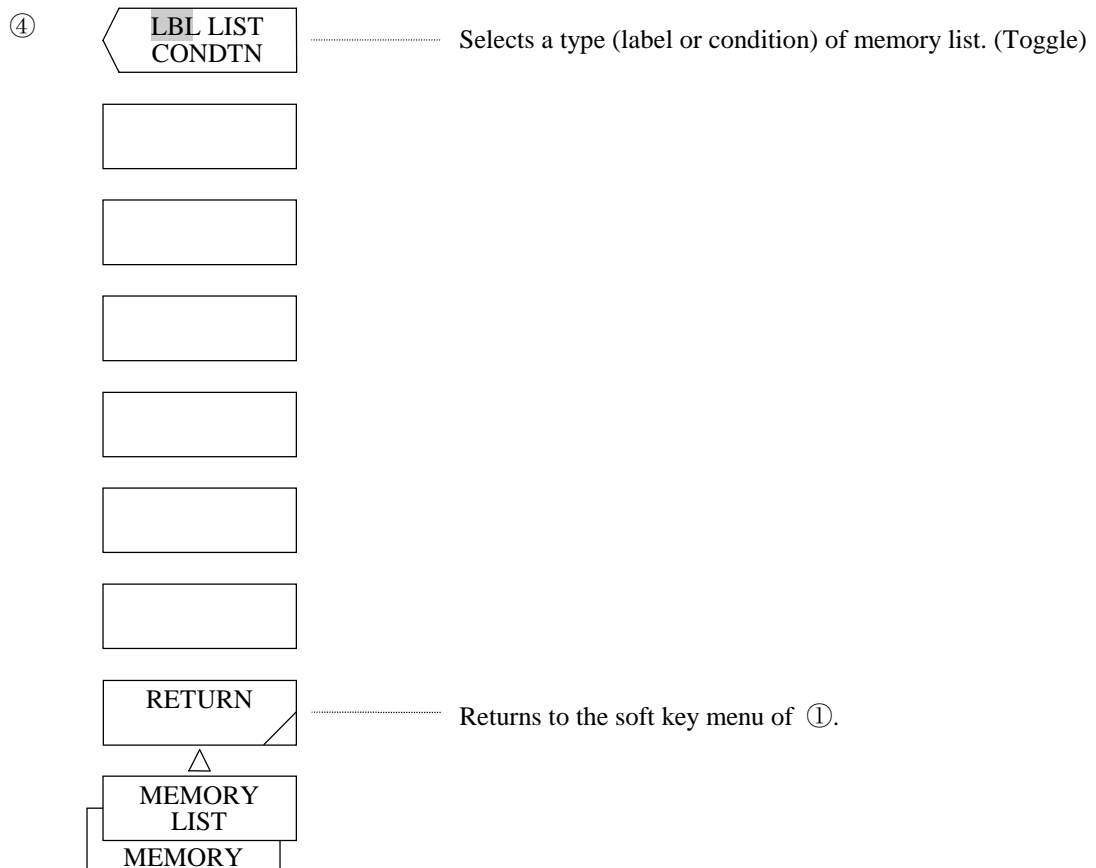 ④
LBL LIST
CONDTN
Selects a type (label or condition) of memory list. (Toggle)
RETURN
Returns to the soft key menu of ①.
MEMORY
LIST
MEMORY